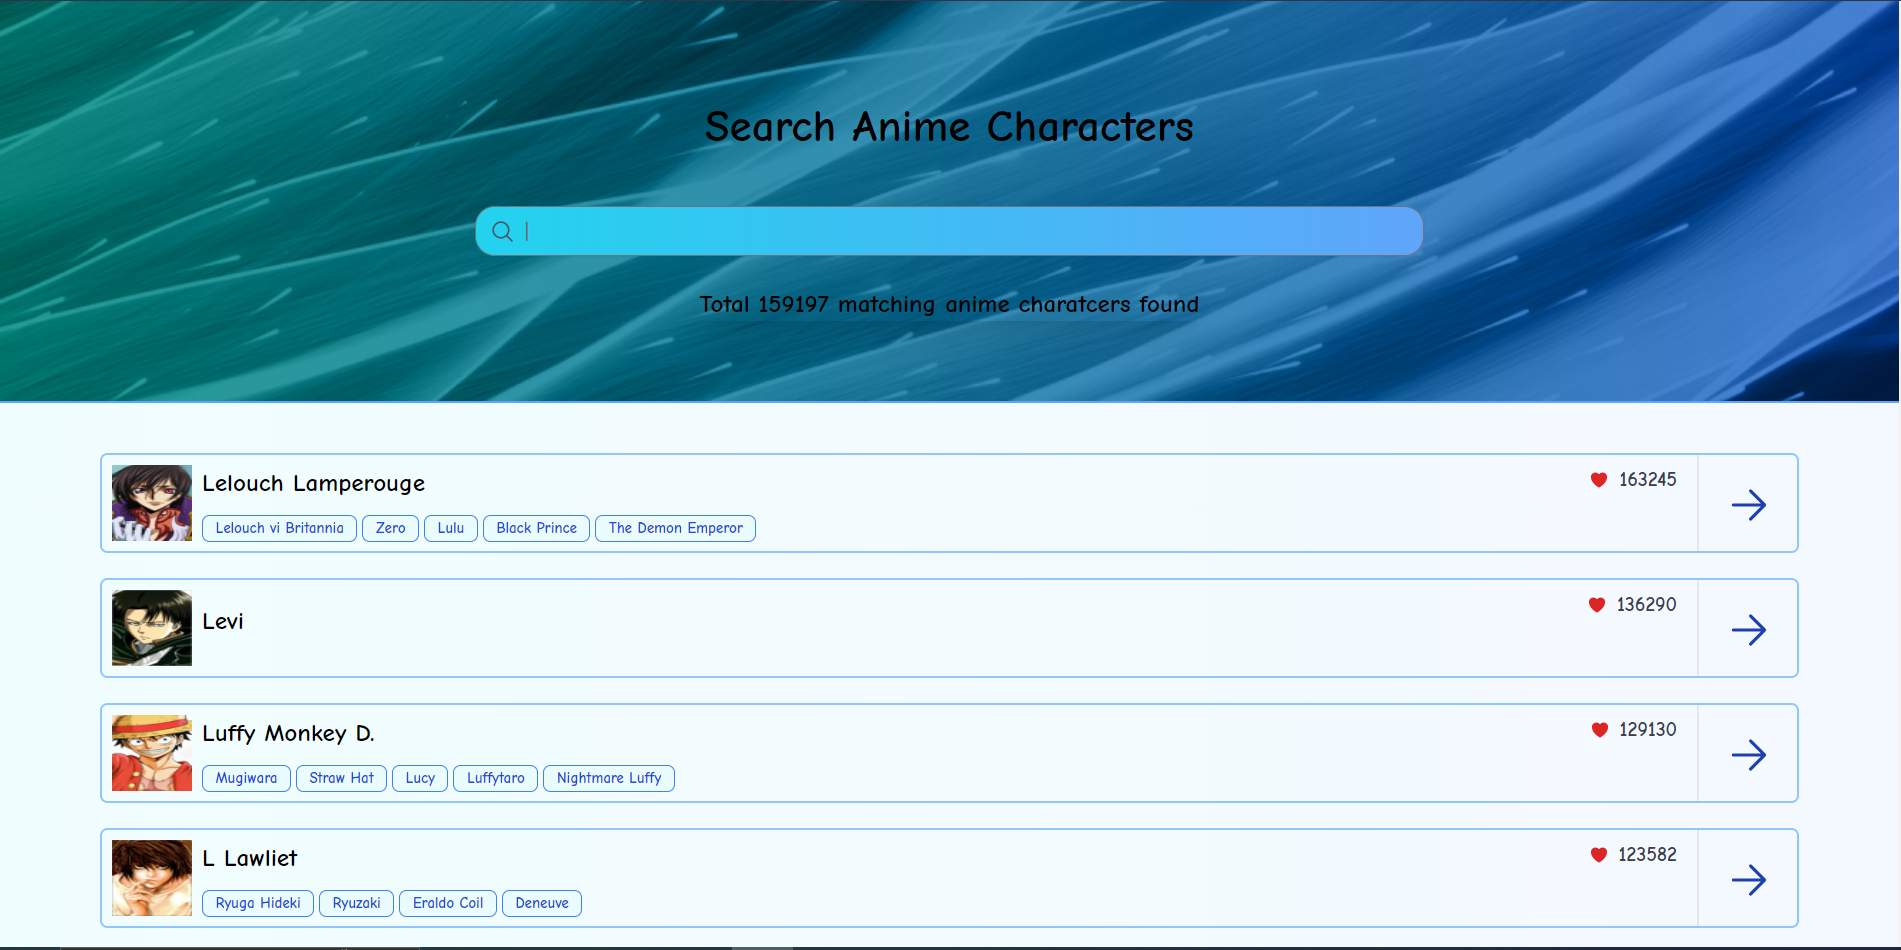 Search Anime Characters
Total 159197 matching anime charatcers found
Lelouch Lamperouge
163245
Lelouch vi Britannia Zero Lulu Black Prince The Demon Emperor
Levi
136290
Luffy Monkey D.
129130
Mugiwara Straw Hat Lucy Luffytaro Nightmare Luffy
L Lawliet
123582
Ryuga Hideki Ryuzaki Eraldo Coil Deneuve